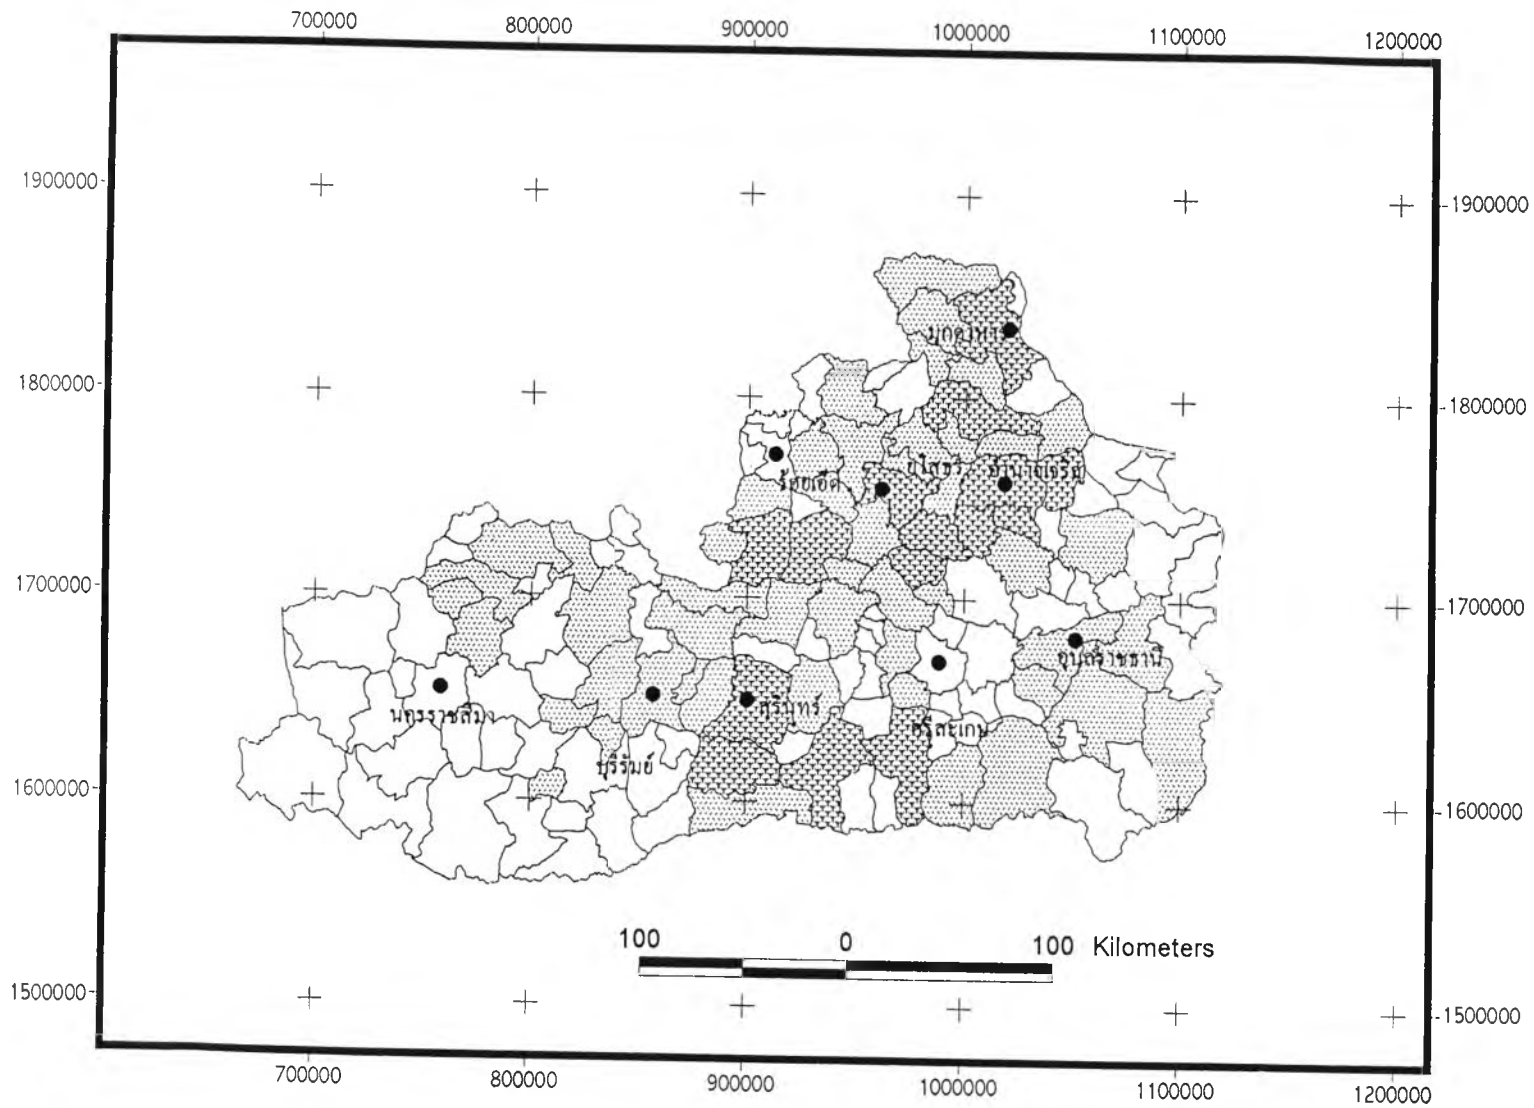 700000 800000 900000 1000000 1100000 1200000
1900000 1900000
มุกดาหาร
1800000 1800000
ยโสธร อำนาจเจริญ
ร้อยเอ็ด
1700000 1700000
อุบลราชธานี
นครราชสีมา สุรินทร์ ศรีสะเกษ
บุรีรัมย์
1600000 1600000
100 0 100 Kilometers
1500000 1500000
700000 800000 900000 1000000 1100000 1200000